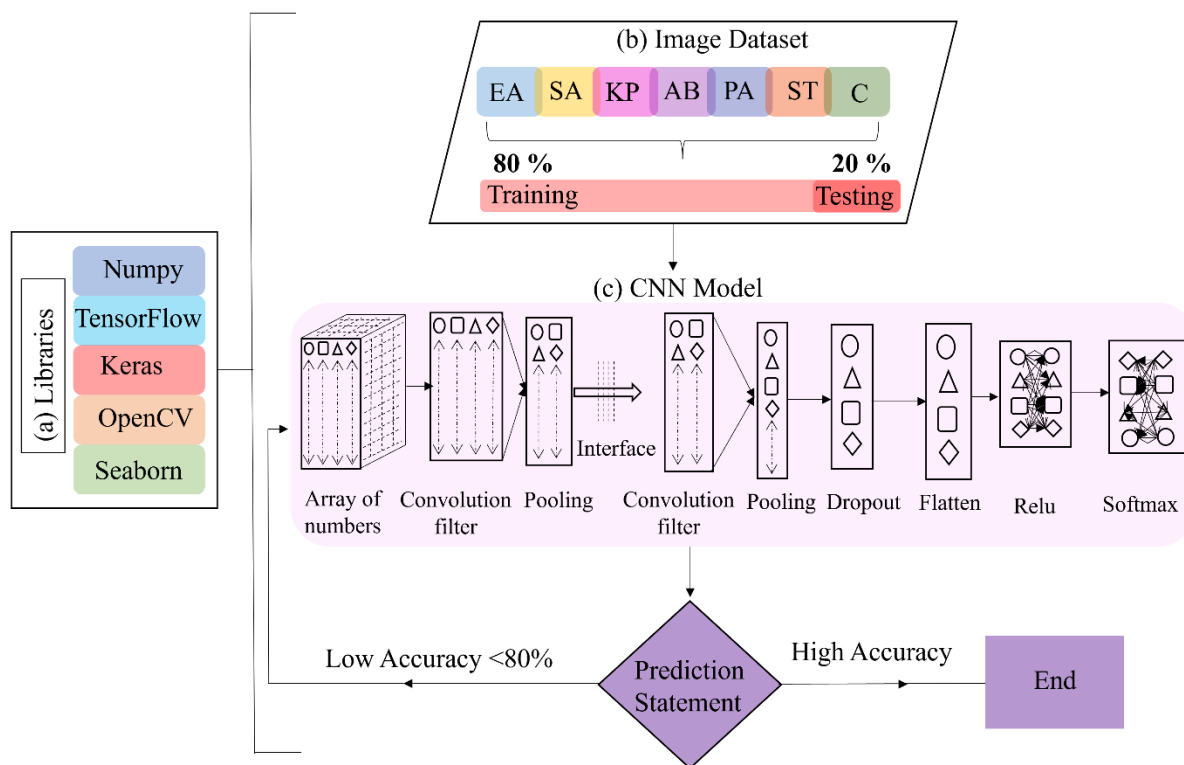 (b) Image Dataset
EA SA KP AB PA ST C
80 % 20 %
Training Testing
(a) Libraries
Numpy
TensorFlow
Keras
OpenCV
Seaborn
(c) CNN Model
Array of
numbers
Convolution
filter
Pooling
Interface
Convolution
filter
Pooling
Dropout
Flatten
Relu
Softmax
Low Accuracy <80%
Prediction
Statement
High Accuracy
End